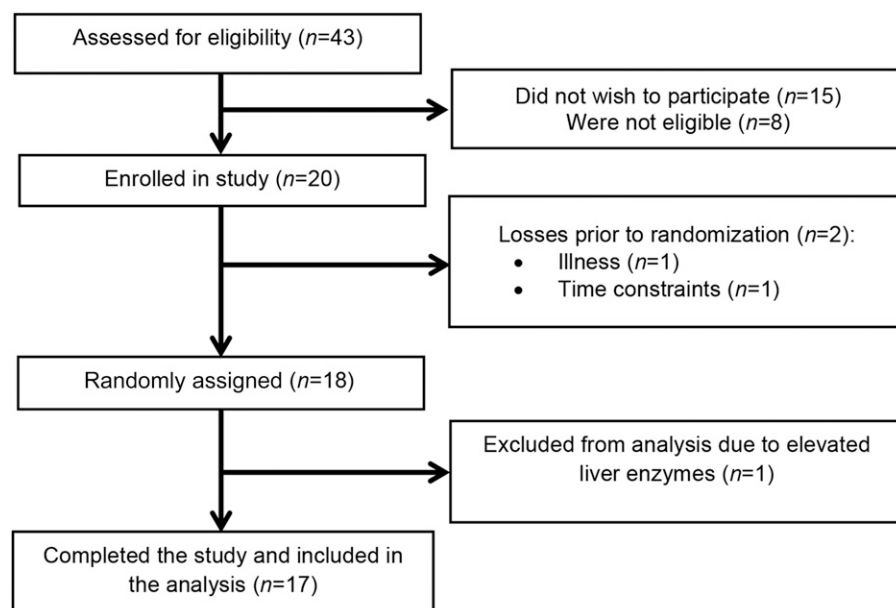 Assessed for eligibility (n=43)
Did not wish to participate (n=15)
Were not eligible (n=8)
Enrolled in study (n=20)
Losses prior to randomization (n=2):
• Illness (n=1)
• Time constraints (n=1)
Randomly assigned (n=18)
Excluded from analysis due to elevated
liver enzymes (n=1)
Completed the study and included in
the analysis (n=17)